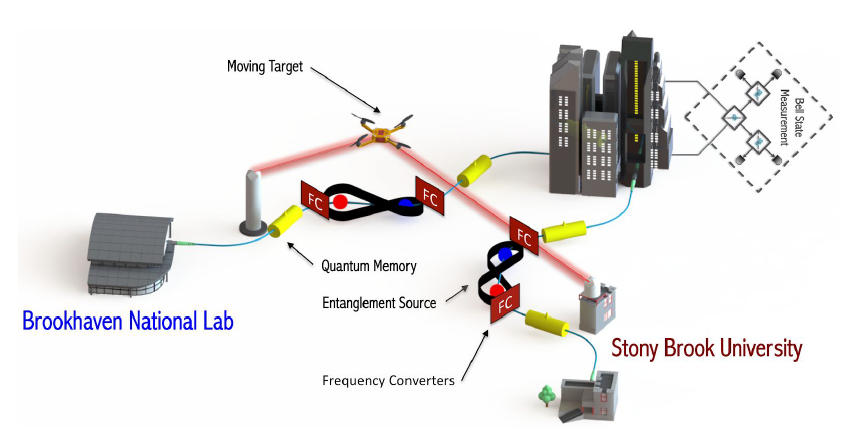 Moving Target
Bell State
Measurement
FC
FC
FC
Quantum Memory
Entanglement Source
FC
Brookhaven National Lab
Stony Brook University
Frequency Converters